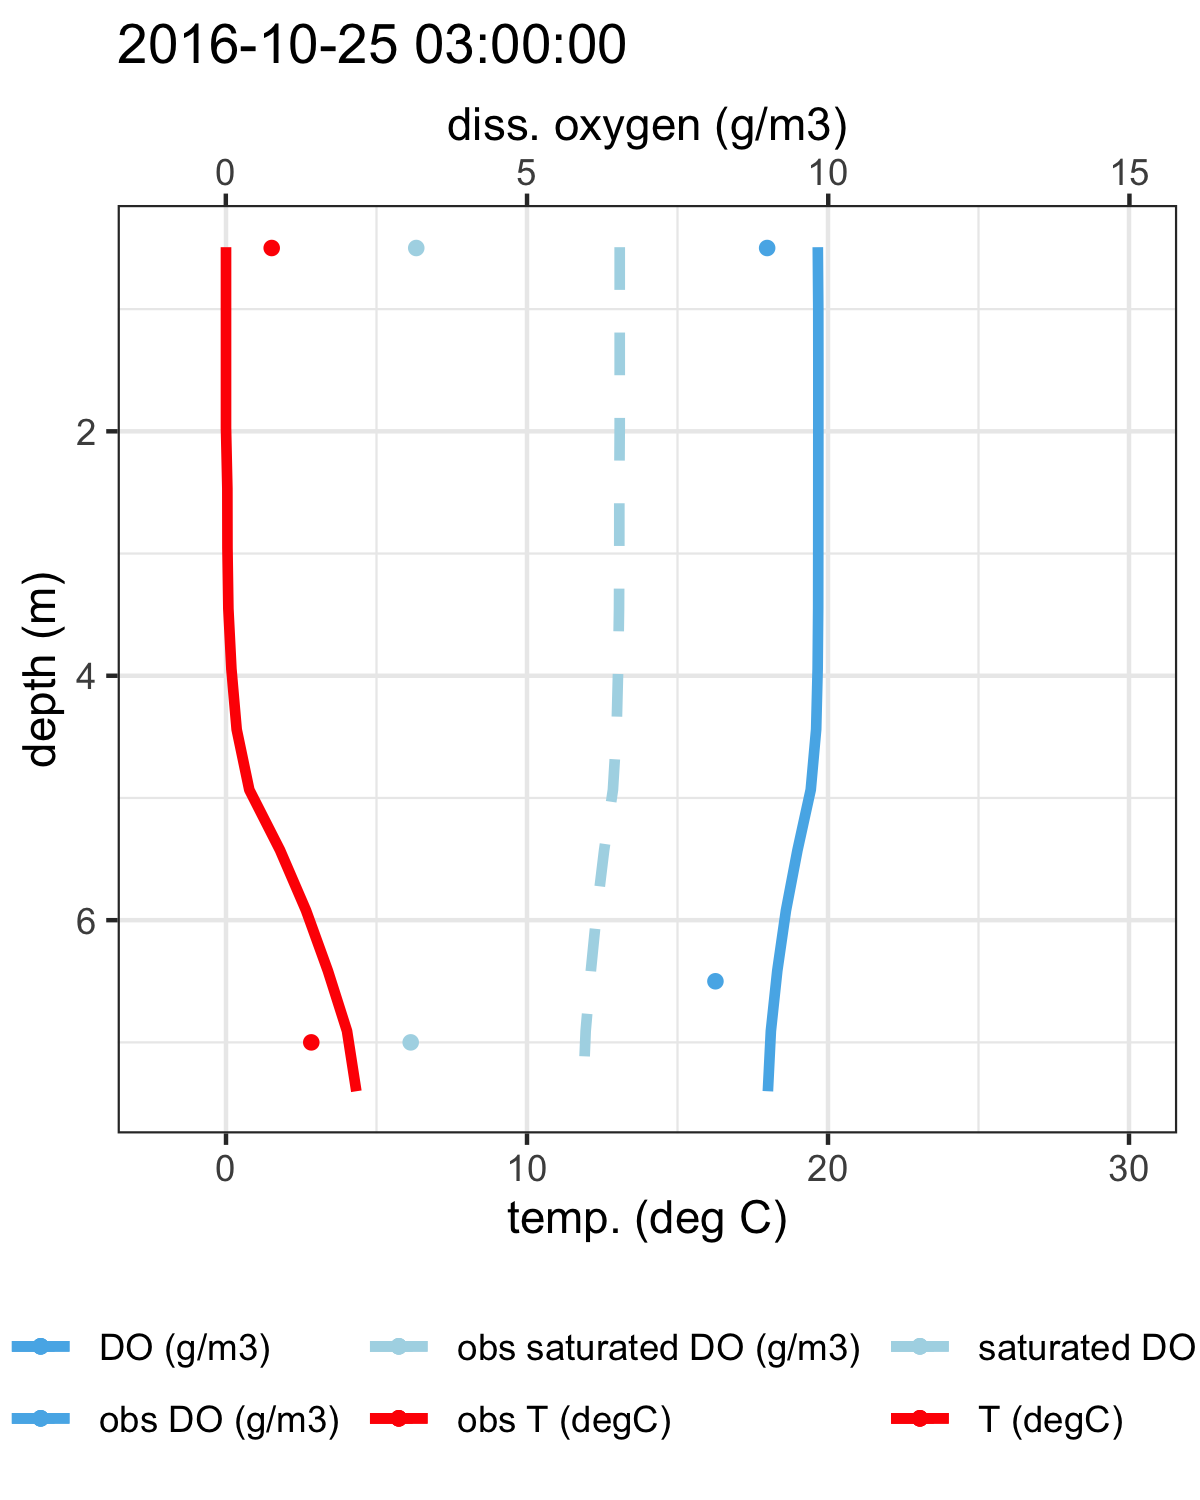 2016-10-25 03:00:00
diss. oxygen (g/m3)
0 5 10 15
2
4
6
depth (m)
0 10 20 30
temp. (deg C)
DO (g/m3) obs saturated DO (g/m3) saturated DO
obs DO (g/m3) obs T (degC) T (degC)